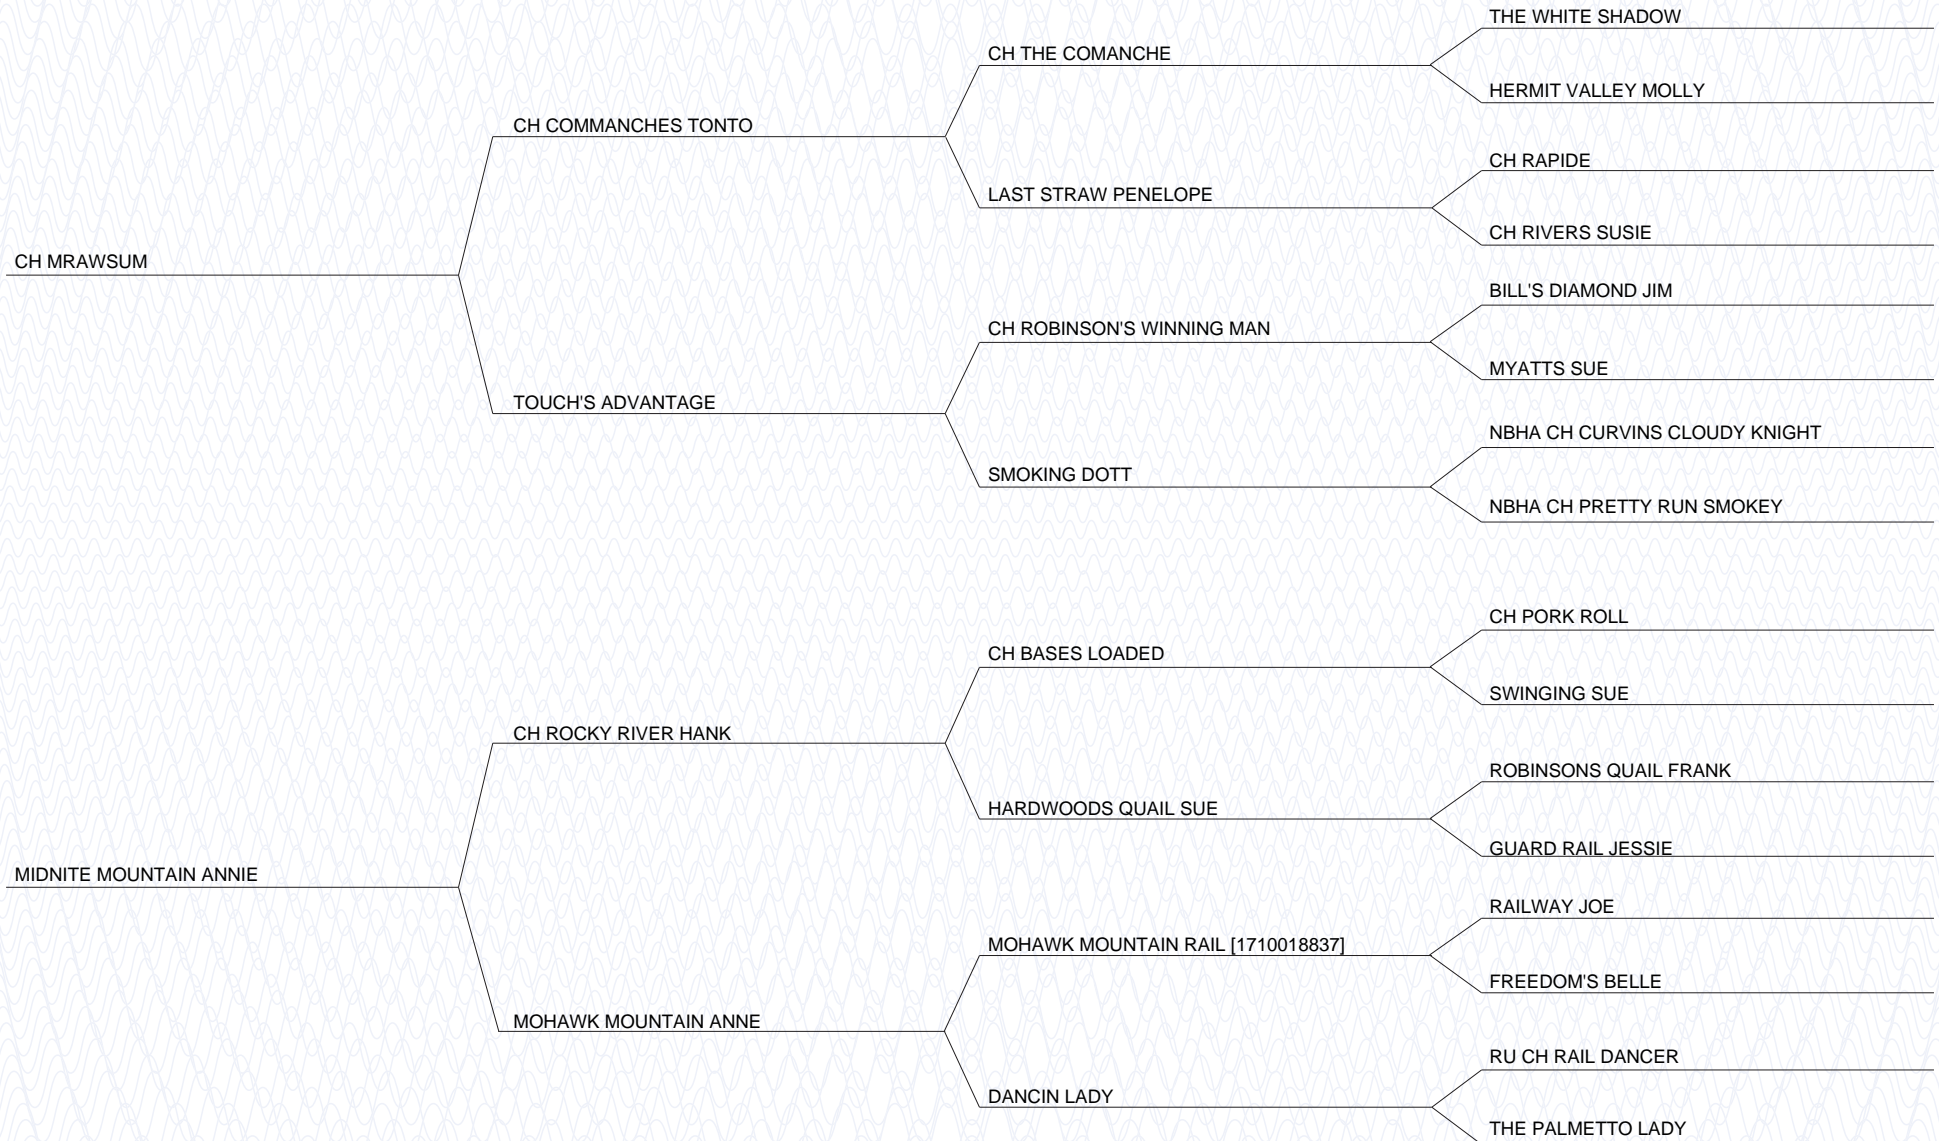 THE WHITE SHADOW
CH THE COMANCHE
HERMIT VALLEY MOLLY
CH COMMANCHES TONTO
CH RAPIDE
LAST STRAW PENELOPE
CH RIVERS SUSIE
CH MRAWSUM
BILL'S DIAMOND JIM
CH ROBINSON'S WINNING MAN
MYATTS SUE
TOUCH'S ADVANTAGE
NBHA CH CURVINS CLOUDY KNIGHT
SMOKING DOTT
NBHA CH PRETTY RUN SMOKEY
CH PORK ROLL
CH BASES LOADED
SWINGING SUE
CH ROCKY RIVER HANK
ROBINSONS QUAIL FRANK
HARDWOODS QUAIL SUE
GUARD RAIL JESSIE
MIDNITE MOUNTAIN ANNIE
RAILWAY JOE
MOHAWK MOUNTAIN RAIL [1710018837]
FREEDOM'S BELLE
MOHAWK MOUNTAIN ANNE
RU CH RAIL DANCER
DANCIN LADY
THE PALMETTO LADY